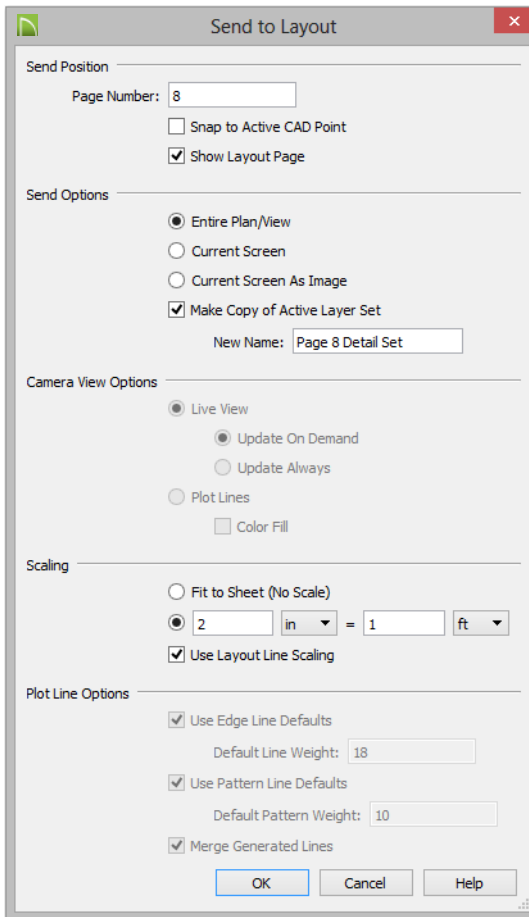 Send to Layout
Send Position
Page Number: 8
Snap to Active CAD Point
Show Layout Page
Send Options
Entire Plan/View
Current Screen
Current Screen As Image
Make Copy of Active Layer Set
New Name: Page 8 Detail Set
Camera View Options
Live View
Update On Demand
Update Always
Plot Lines
Color Fill
Scaling
Fit to Sheet (No Scale)
2 in = 1 ft
Use Layout Line Scaling
Plot Line Options
Use Edge Line Defaults
Default Line Weight: 18
Use Pattern Line Defaults
Default Pattern Weight: 10
Merge Generated Lines
OK Cancel Help